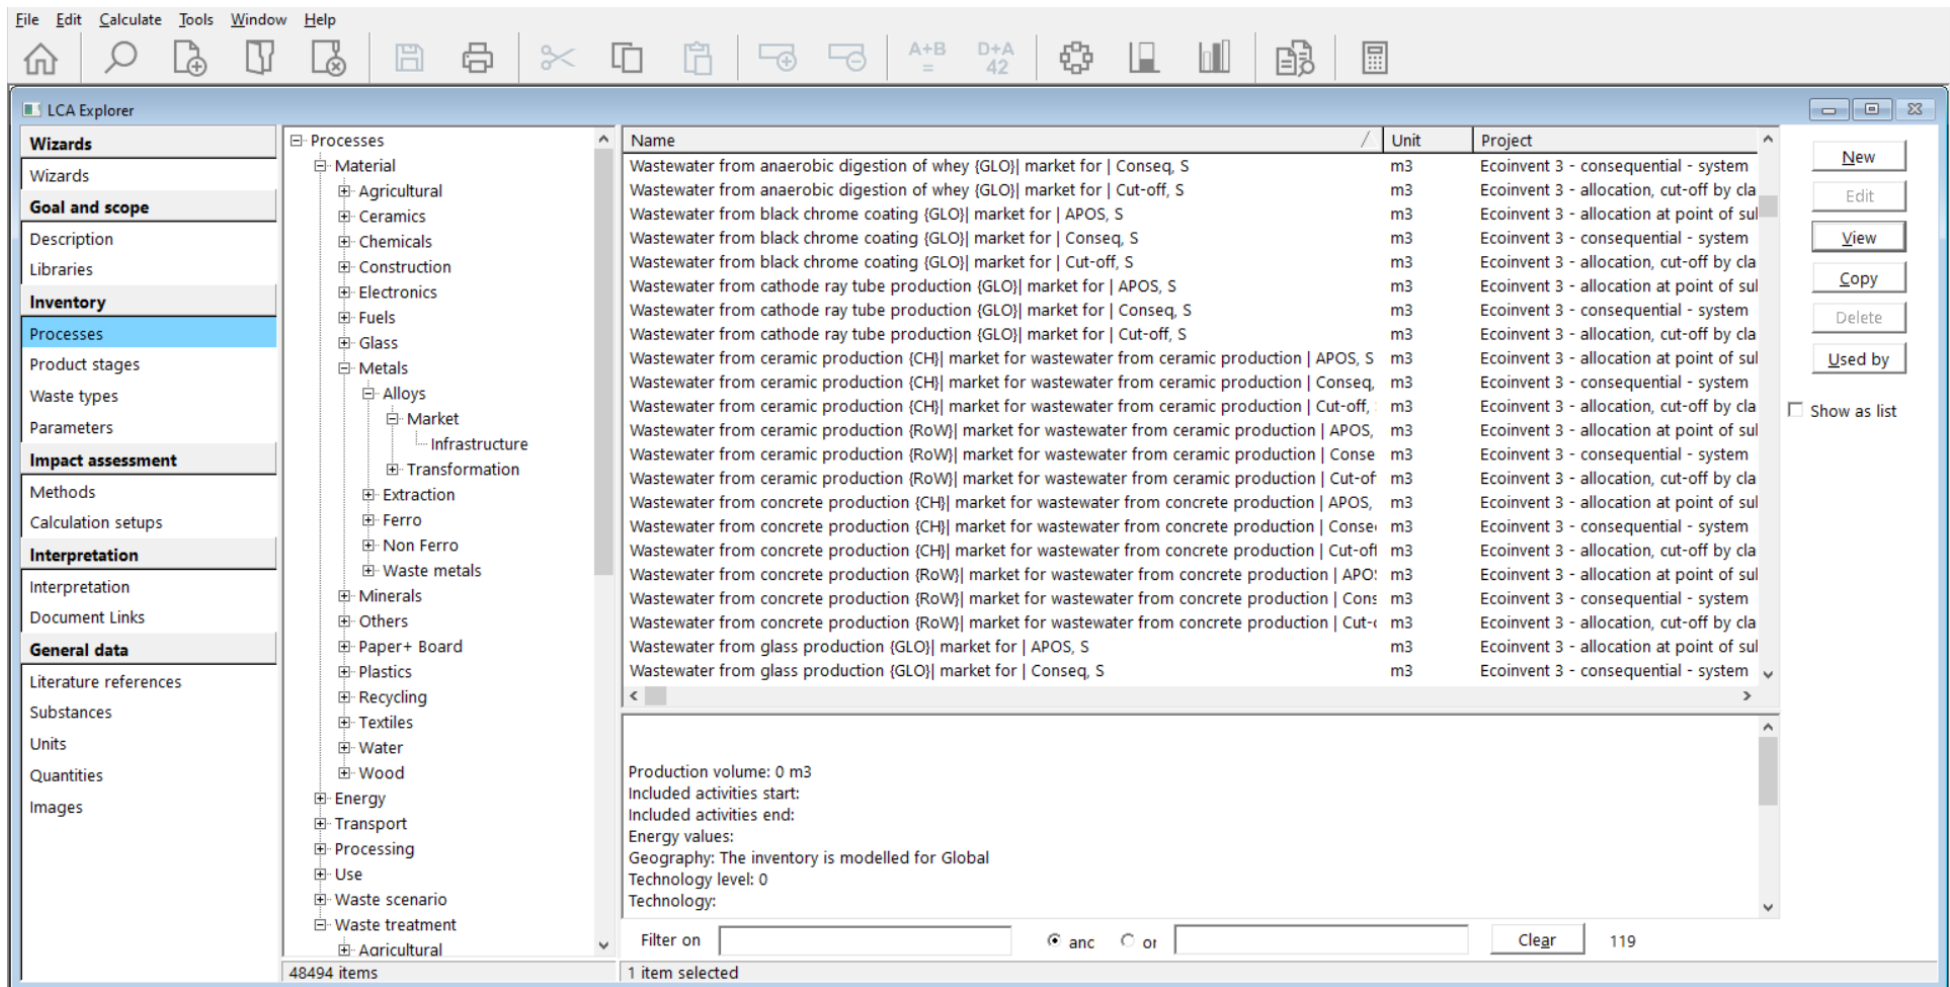 File Edit Calculate Tools Window Help
A+B
=
D+A
42
LCA Explorer
Wizards
Wizards
Goal and scope
Description
Libraries
Inventory
Processes
Product stages
Waste types
Parameters
Impact assessment
Methods
Calculation setups
Interpretation
Interpretation
Document Links
General data
Literature references
Substances
Units
Quantities
Images
Processes
Material
Agricultural
Ceramics
Chemicals
Construction
Electronics
Fuels
Glass
Metals
Alloys
Market
Infrastructure
Transformation
Extraction
Ferro
Non Ferro
Waste metals
Minerals
Others
Paper+ Board
Plastics
Recycling
Textiles
Water
Wood
Energy
Transport
Processing
Use
Waste scenario
Waste treatment
Agricultural
48494 items
Name Unit Project
Wastewater from anaerobic digestion of whey {GLO}| market for | Conseq, S m3 Ecoinvent 3 - consequential - system
Wastewater from anaerobic digestion of whey {GLO}| market for | Cut-off, S m3 Ecoinvent 3 - allocation, cut-off by cla
Wastewater from black chrome coating {GLO}| market for | APOS, S m3 Ecoinvent 3 - allocation at point of sul
Wastewater from black chrome coating {GLO}| market for | Conseq, S m3 Ecoinvent 3 - consequential - system
Wastewater from black chrome coating {GLO}| market for | Cut-off, S m3 Ecoinvent 3 - allocation, cut-off by cla
Wastewater from cathode ray tube production {GLO}| market for | APOS, S m3 Ecoinvent 3 - allocation at point of sul
Wastewater from cathode ray tube production {GLO}| market for | Conseq, S m3 Ecoinvent 3 - consequential - system
Wastewater from cathode ray tube production {GLO}| market for | Cut-off, S m3 Ecoinvent 3 - allocation, cut-off by cla
Wastewater from ceramic production {CH}| market for wastewater from ceramic production | APOS, S m3 Ecoinvent 3 - allocation at point of sul
Wastewater from ceramic production {CH}| market for wastewater from ceramic production | Conseq, m3 Ecoinvent 3 - consequential - system
Wastewater from ceramic production {CH}| market for wastewater from ceramic production | Cut-off, m3 Ecoinvent 3 - allocation, cut-off by cla
Wastewater from ceramic production {RoW}| market for wastewater from ceramic production | APOS, m3 Ecoinvent 3 - allocation at point of sul
Wastewater from ceramic production {RoW}| market for wastewater from ceramic production | Conse m3 Ecoinvent 3 - consequential - system
Wastewater from ceramic production {RoW}| market for wastewater from ceramic production | Cut-of m3 Ecoinvent 3 - allocation, cut-off by cla
Wastewater from concrete production {CH}| market for wastewater from concrete production | APOS, m3 Ecoinvent 3 - allocation at point of sul
Wastewater from concrete production {CH}| market for wastewater from concrete production | Conse m3 Ecoinvent 3 - consequential - system
Wastewater from concrete production {CH}| market for wastewater from concrete production | Cut-off m3 Ecoinvent 3 - allocation, cut-off by cla
Wastewater from concrete production {RoW}| market for wastewater from concrete production | APO m3 Ecoinvent 3 - allocation at point of sul
Wastewater from concrete production {RoW}| market for wastewater from concrete production | Cons m3 Ecoinvent 3 - consequential - system
Wastewater from concrete production {RoW}| market for wastewater from concrete production | Cut- m3 Ecoinvent 3 - allocation, cut-off by cla
Wastewater from glass production {GLO}| market for | APOS, S m3 Ecoinvent 3 - allocation at point of sul
Wastewater from glass production {GLO}| market for | Conseq, S m3 Ecoinvent 3 - consequential - system
Production volume: 0 m3
Included activities start:
Included activities end:
Energy values:
Geography: The inventory is modelled for Global
Technology level: 0
Technology:
Filter on anc or Clear 119
1 item selected
New
Edit
View
Copy
Delete
Used by
Show as list